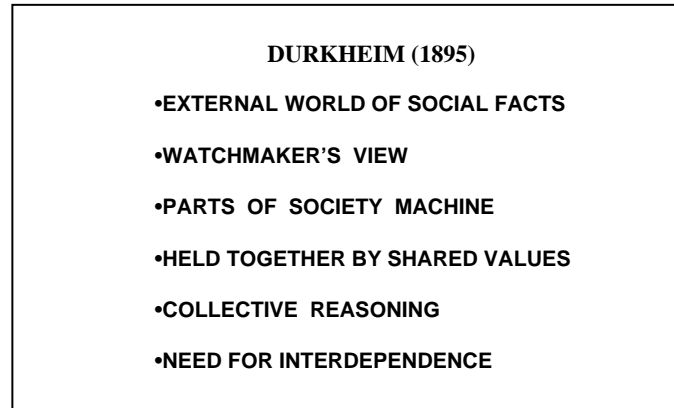 DURKHEIM (1895)
•EXTERNAL WORLD OF SOCIAL FACTS
•WATCHMAKER'S VIEW
•PARTS OF SOCIETY MACHINE
•HELD TOGETHER BY SHARED VALUES
•COLLECTIVE REASONING
•NEED FOR INTERDEPENDENCE